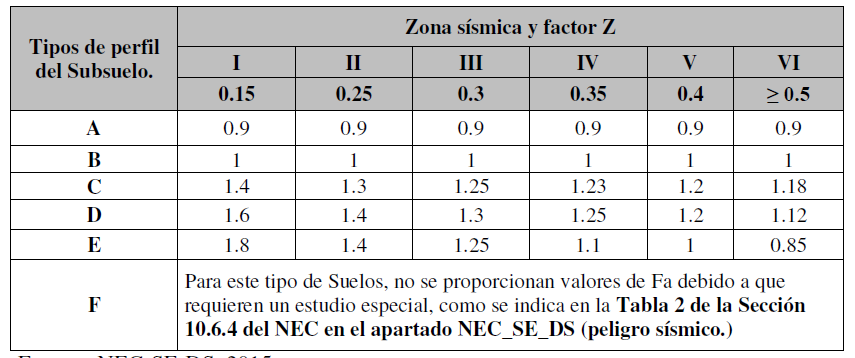 Tipos de perfil del Subsuelo. Zona sísmica y factor Z
I II III IV V VI
0.15 0.25 0.3 0.35 0.4 ≥ 0.5
A 0.9 0.9 0.9 0.9 0.9 0.9
B 1 1 1 1 1 1
C 1.4 1.3 1.25 1.23 1.2 1.18
D 1.6 1.4 1.3 1.25 1.2 1.12
E 1.8 1.4 1.25 1.1 1 0.85
F Para este tipo de Suelos, no se proporcionan valores de Fa debido a que
requieren un estudio especial, como se indica en la Tabla 2 de la Sección
10.6.4 del NEC en el apartado NEC_SE_DS (peligro sísmico.)